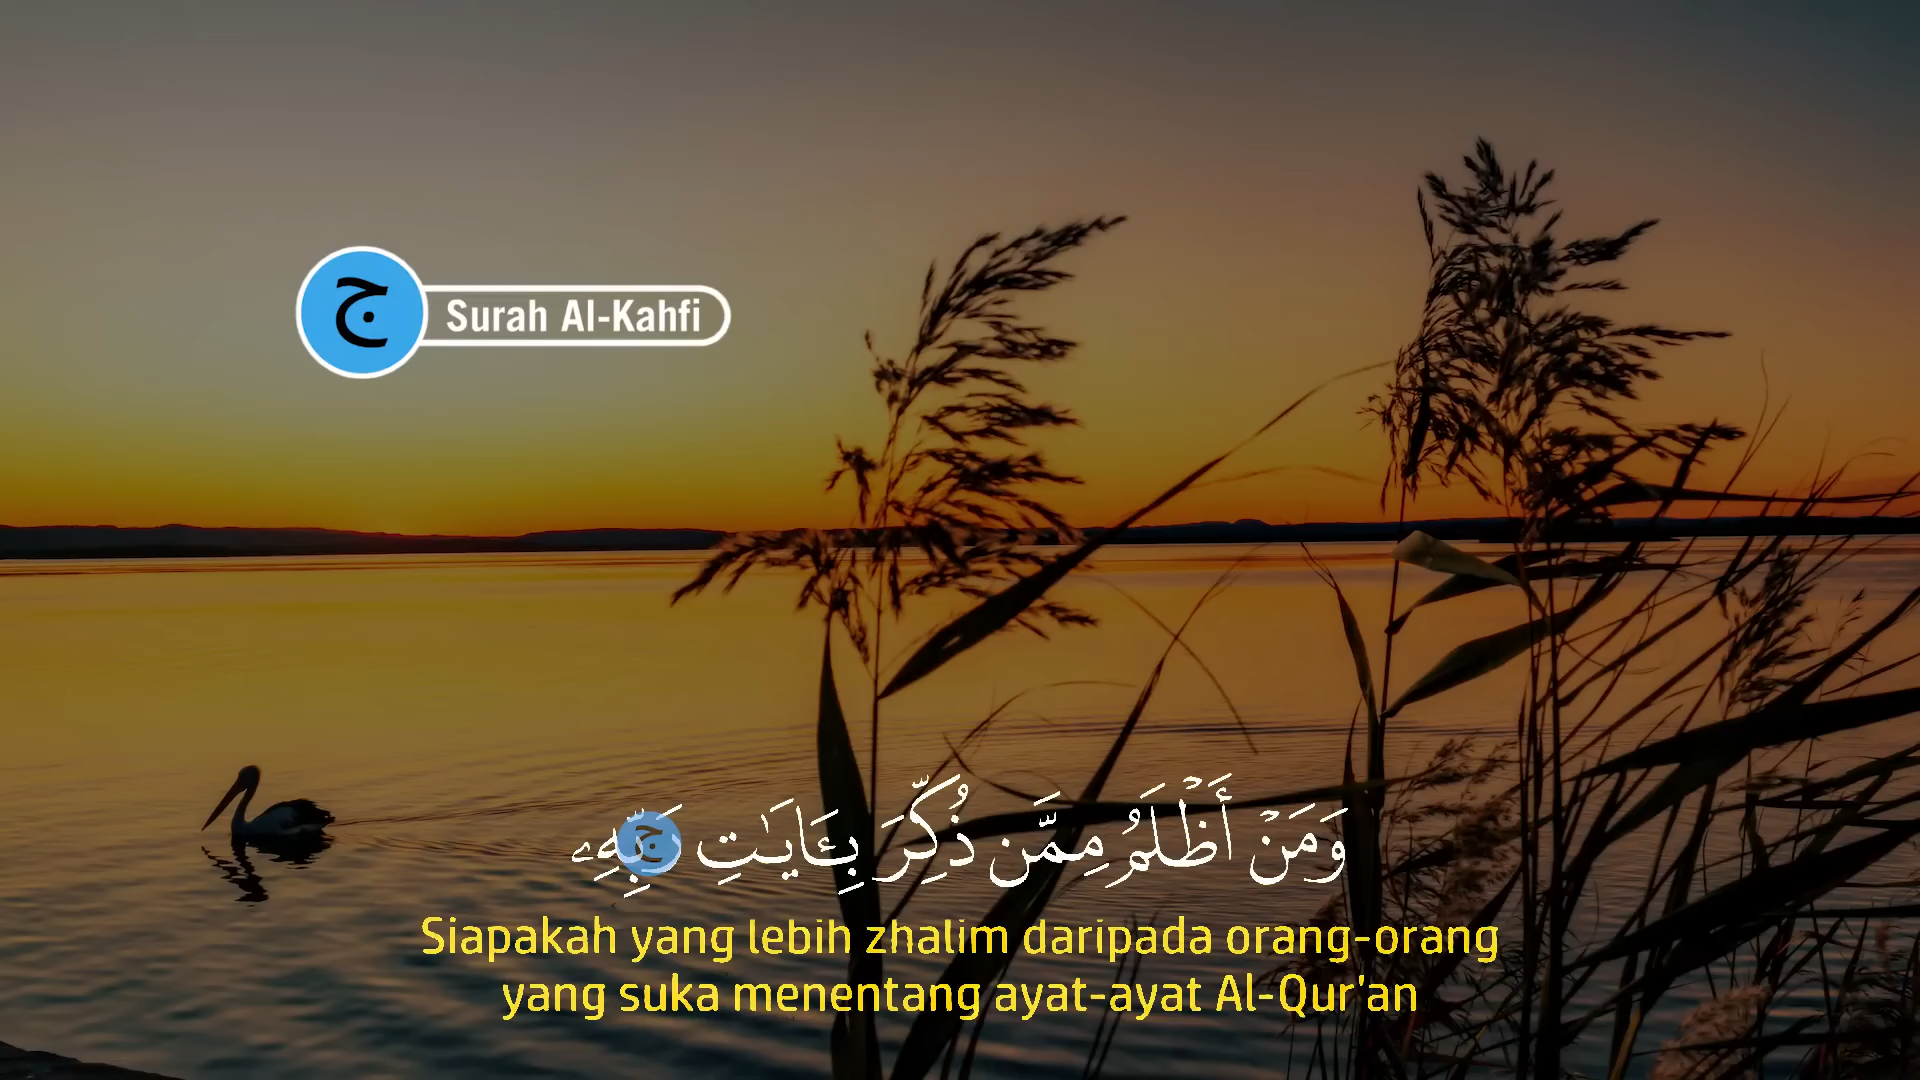 ج
Surah Al-Kahfi
وَمَنْ أَظْلَمُ مِمَّن ذُكِّرَ بِـَٔايَـٰتِ رَبِّهِۦ
ج
Siapakah yang lebih zhalim daripada orang-orang
yang suka menentang ayat-ayat Al-Qur'an